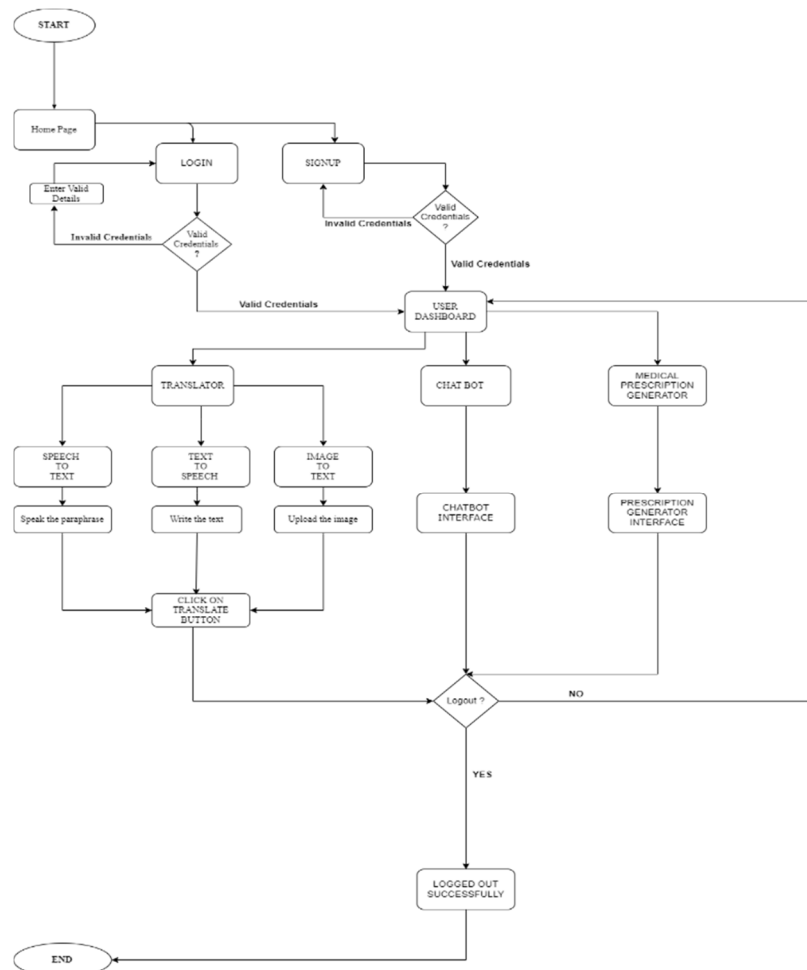 START
Home Page
LOGIN
SIGNUP
Enter Valid
Details
Invalid Credentials
Valid
Credentials
?
Invalid Credentials
Valid
Credentials
?
Valid Credentials
Valid Credentials
USER
DASHBOARD
TRANSLATOR
CHAT BOT
MEDICAL
PRESCRIPTION
GENERATOR
SPEECH
TO
TEXT
TEXT
TO
SPEECH
IMAGE
TO
TEXT
Speak the paraphrase
Write the text
Upload the image
CHATBOT
INTERFACE
PRESCRIPTION
GENERATOR
INTERFACE
CLICK ON
TRANSLATE
BUTTON
Logout ?
NO
YES
LOGGED OUT
SUCCESSFULLY
END